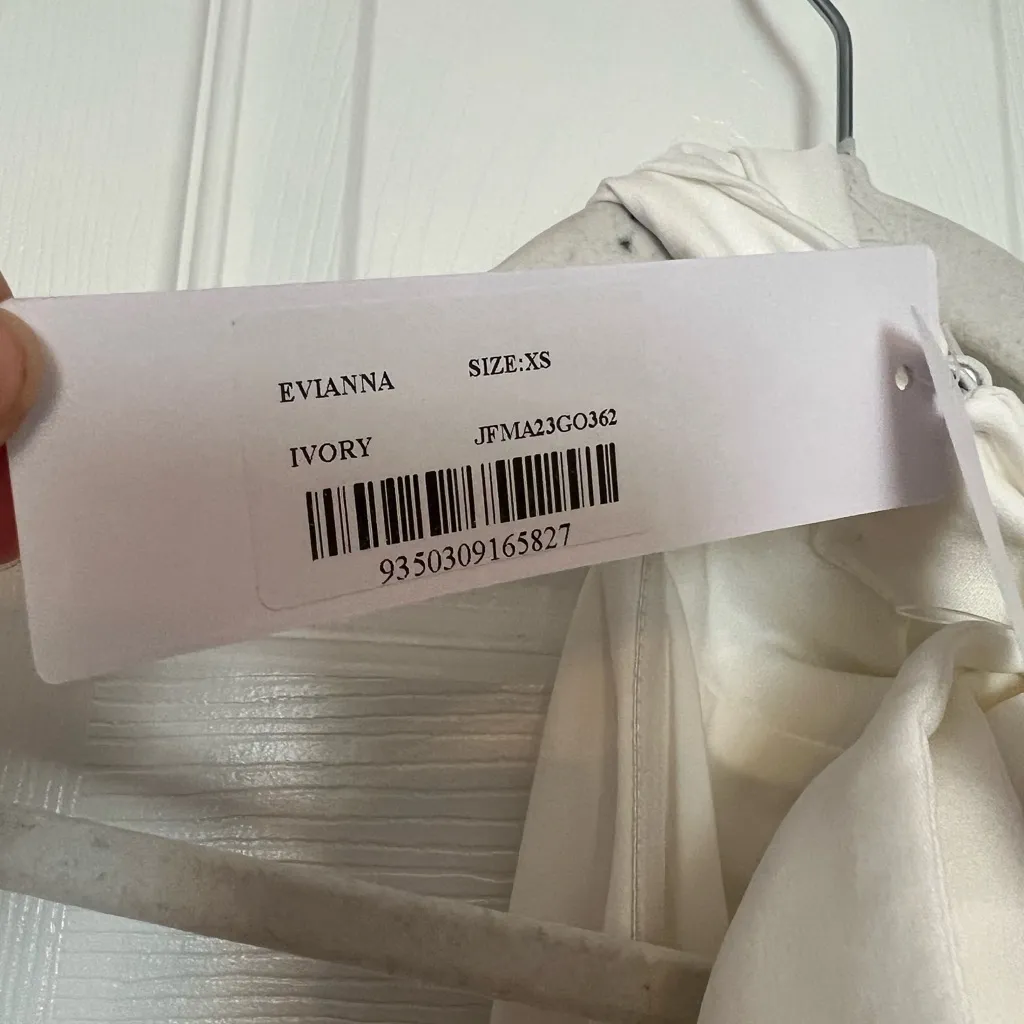 EVIANNA SIZE:XS
IVORY JFMA23GO362
9350309165827